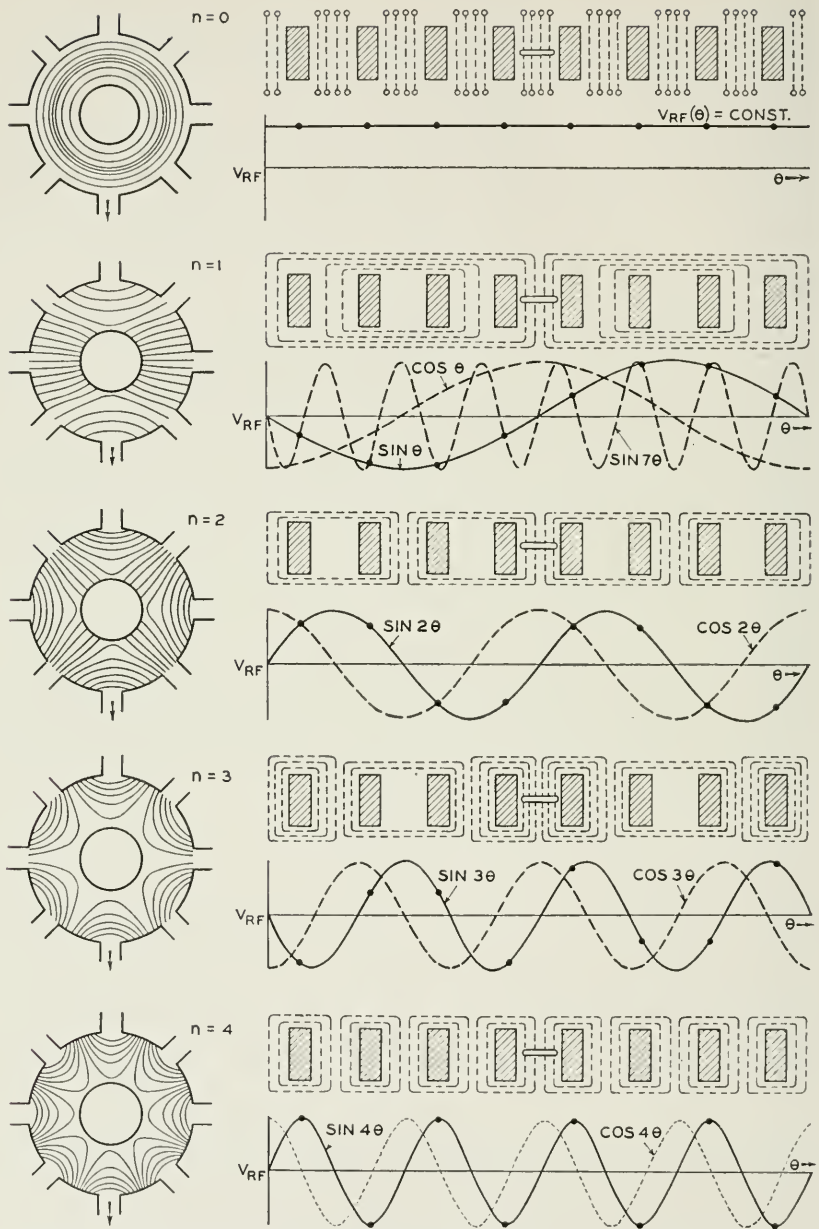 n=0
V_RF(θ) = CONST.
V_RF
θ→
n=1
COS θ
V_RF
θ→
SIN θ
SIN 7θ
n=2
SIN 2θ
COS 2θ
V_RF
θ→
n=3
SIN 3θ
COS 3θ
V_RF
θ→
n=4
SIN 4θ
COS 4θ
V_RF
θ→